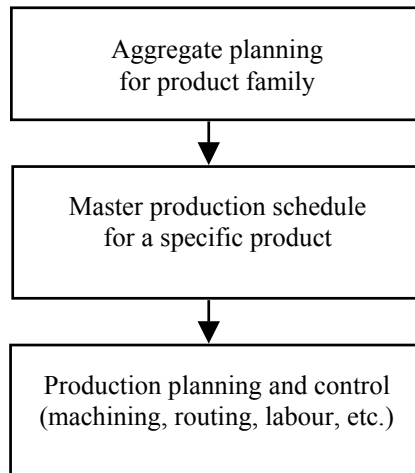 Aggregate planning
for product family
Master production schedule
for a specific product
Production planning and control
(machining, routing, labour, etc.)